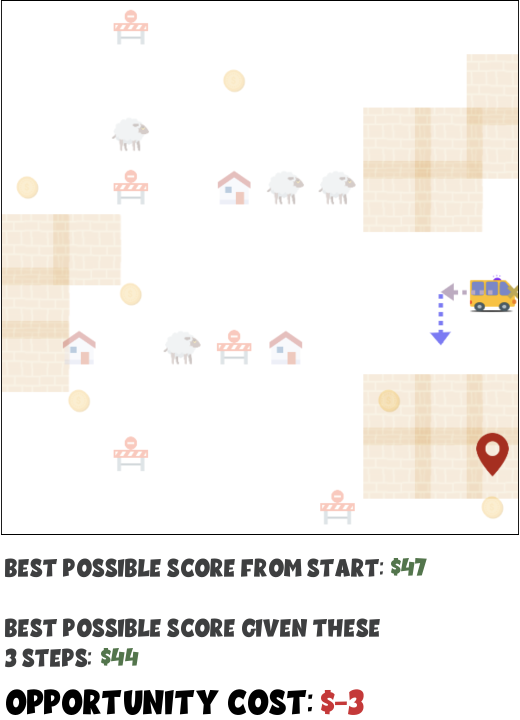 BEST POSSIBLE SCORE FROM START: $47
BEST POSSIBLE SCORE GIVEN THESE
3 STEPS: $44
OPPORTUNITY COST: $-3